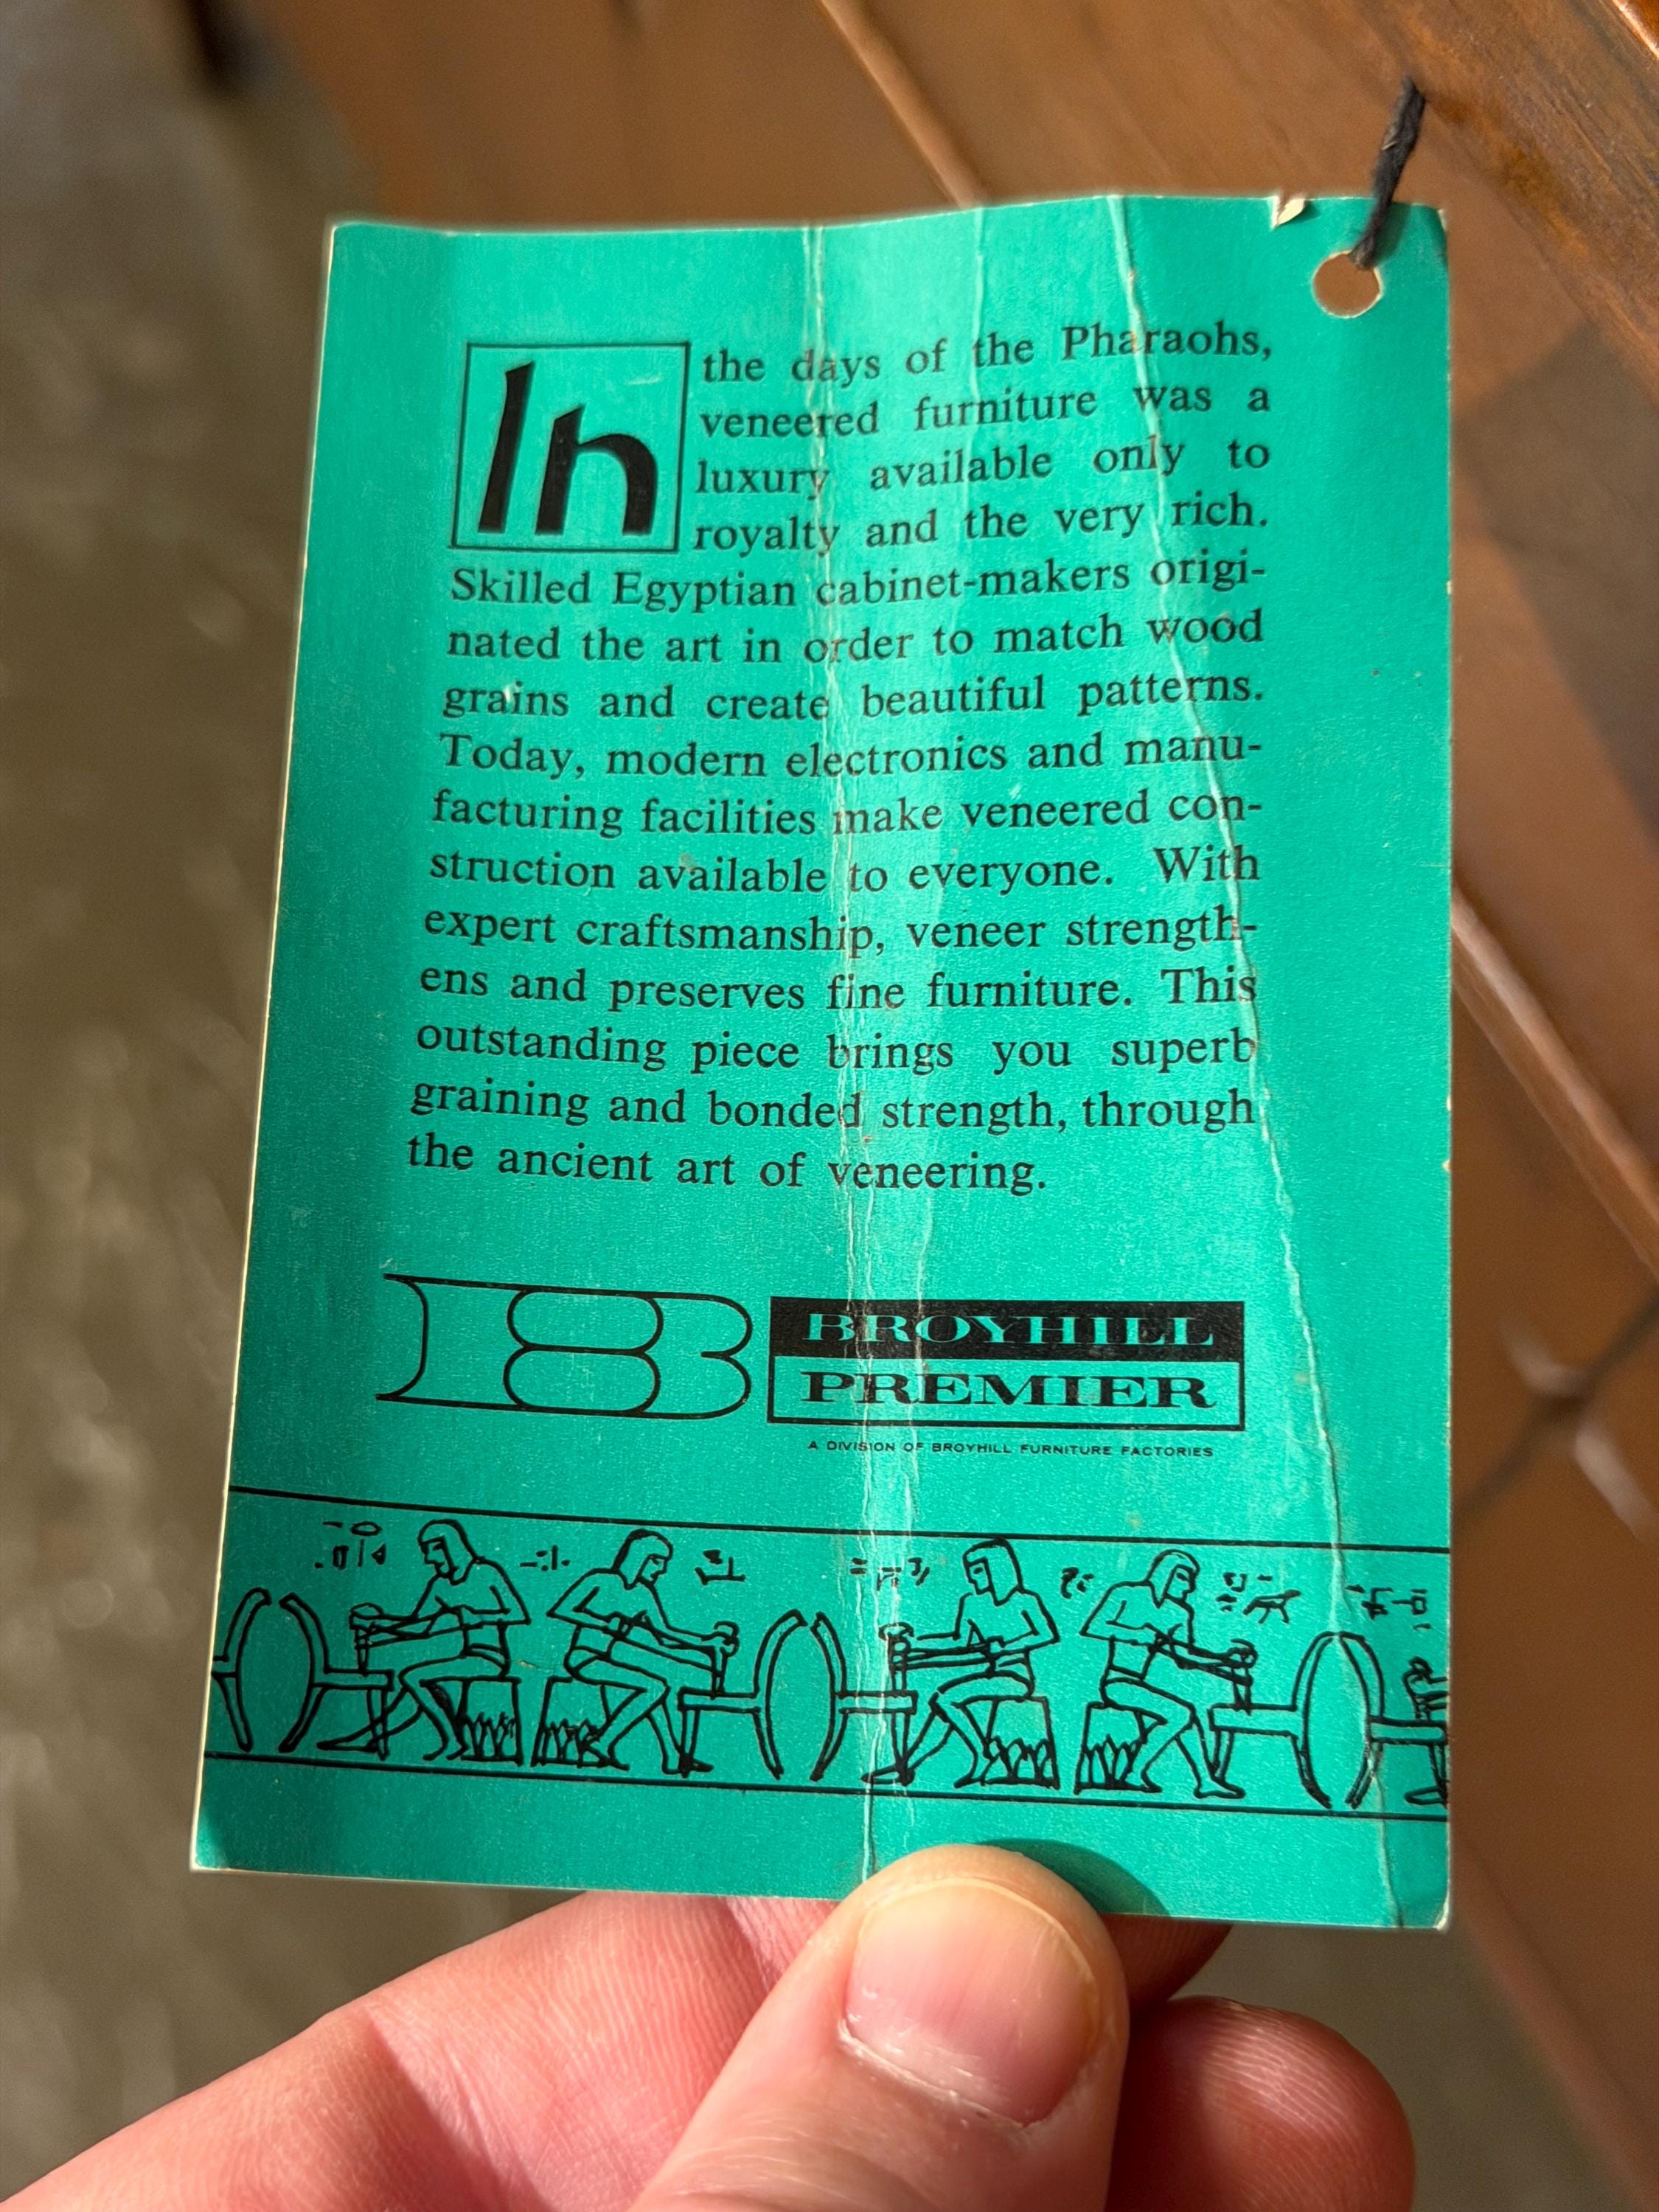 In the days of the Pharaohs,
veneered furniture was a
luxury available only to
royalty and the very rich.
Skilled Egyptian cabinet-makers origi-
nated the art in order to match wood
grains and create beautiful patterns.
Today, modern electronics and manu-
facturing facilities make veneered con-
struction available to everyone. With
expert craftsmanship, veneer strength-
ens and preserves fine furniture. This
outstanding piece brings you superb
graining and bonded strength, through
the ancient art of veneering.
B
BROYHILL
PREMIER
A DIVISION OF BROYHILL FURNITURE FACTORIES